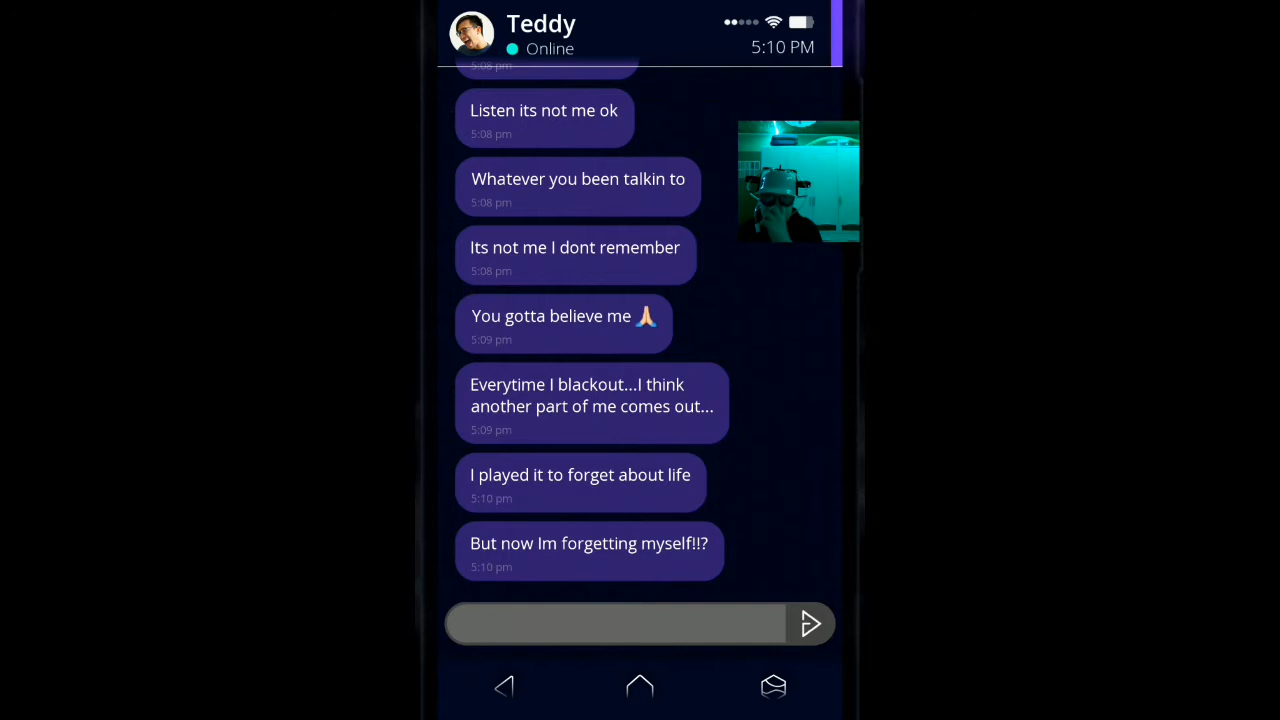 Teddy
Online
5:10 PM
5:08 pm
Listen its not me ok
5:08 pm
Whatever you been talkin to
5:08 pm
Its not me I dont remember
5:08 pm
You gotta believe me 🙏
5:09 pm
Everytime I blackout...I think
another part of me comes out...
5:09 pm
I played it to forget about life
5:10 pm
But now Im forgetting myself!!?
5:10 pm